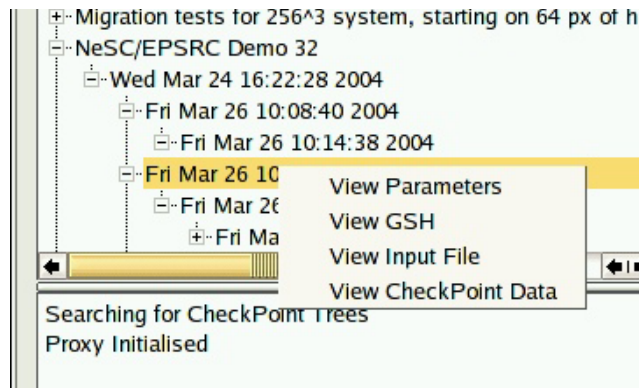 Migration tests for 256^3 system, starting on 64 px of h
NeSC/EPSRC Demo 32
Wed Mar 24 16:22:28 2004
Fri Mar 26 10:08:40 2004
Fri Mar 26 10:14:38 2004
Fri Mar 26 10
Fri Mar 26
Fri Ma
View Parameters
View GSH
View Input File
View CheckPoint Data
Searching for CheckPoint Trees
Proxy Initialised